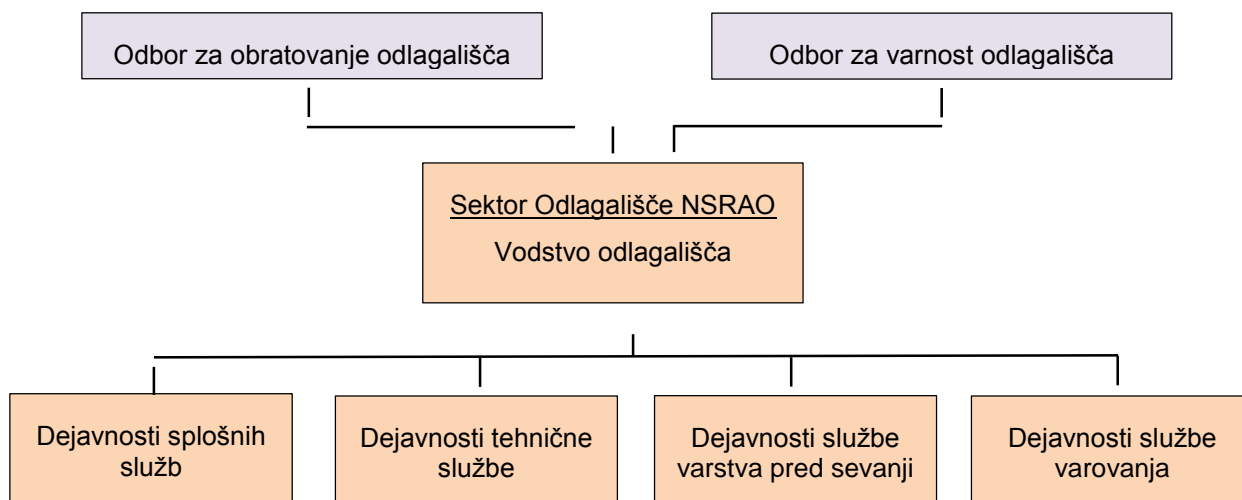 Odbor za obratovanje odlagališča
Odbor za varnost odlagališča
Sektor Odlagališče NSRAO
Vodstvo odlagališča
Dejavnosti splošnih
služb
Dejavnosti tehnične
službe
Dejavnosti službe
varstva pred sevanji
Dejavnosti službe
varovanja